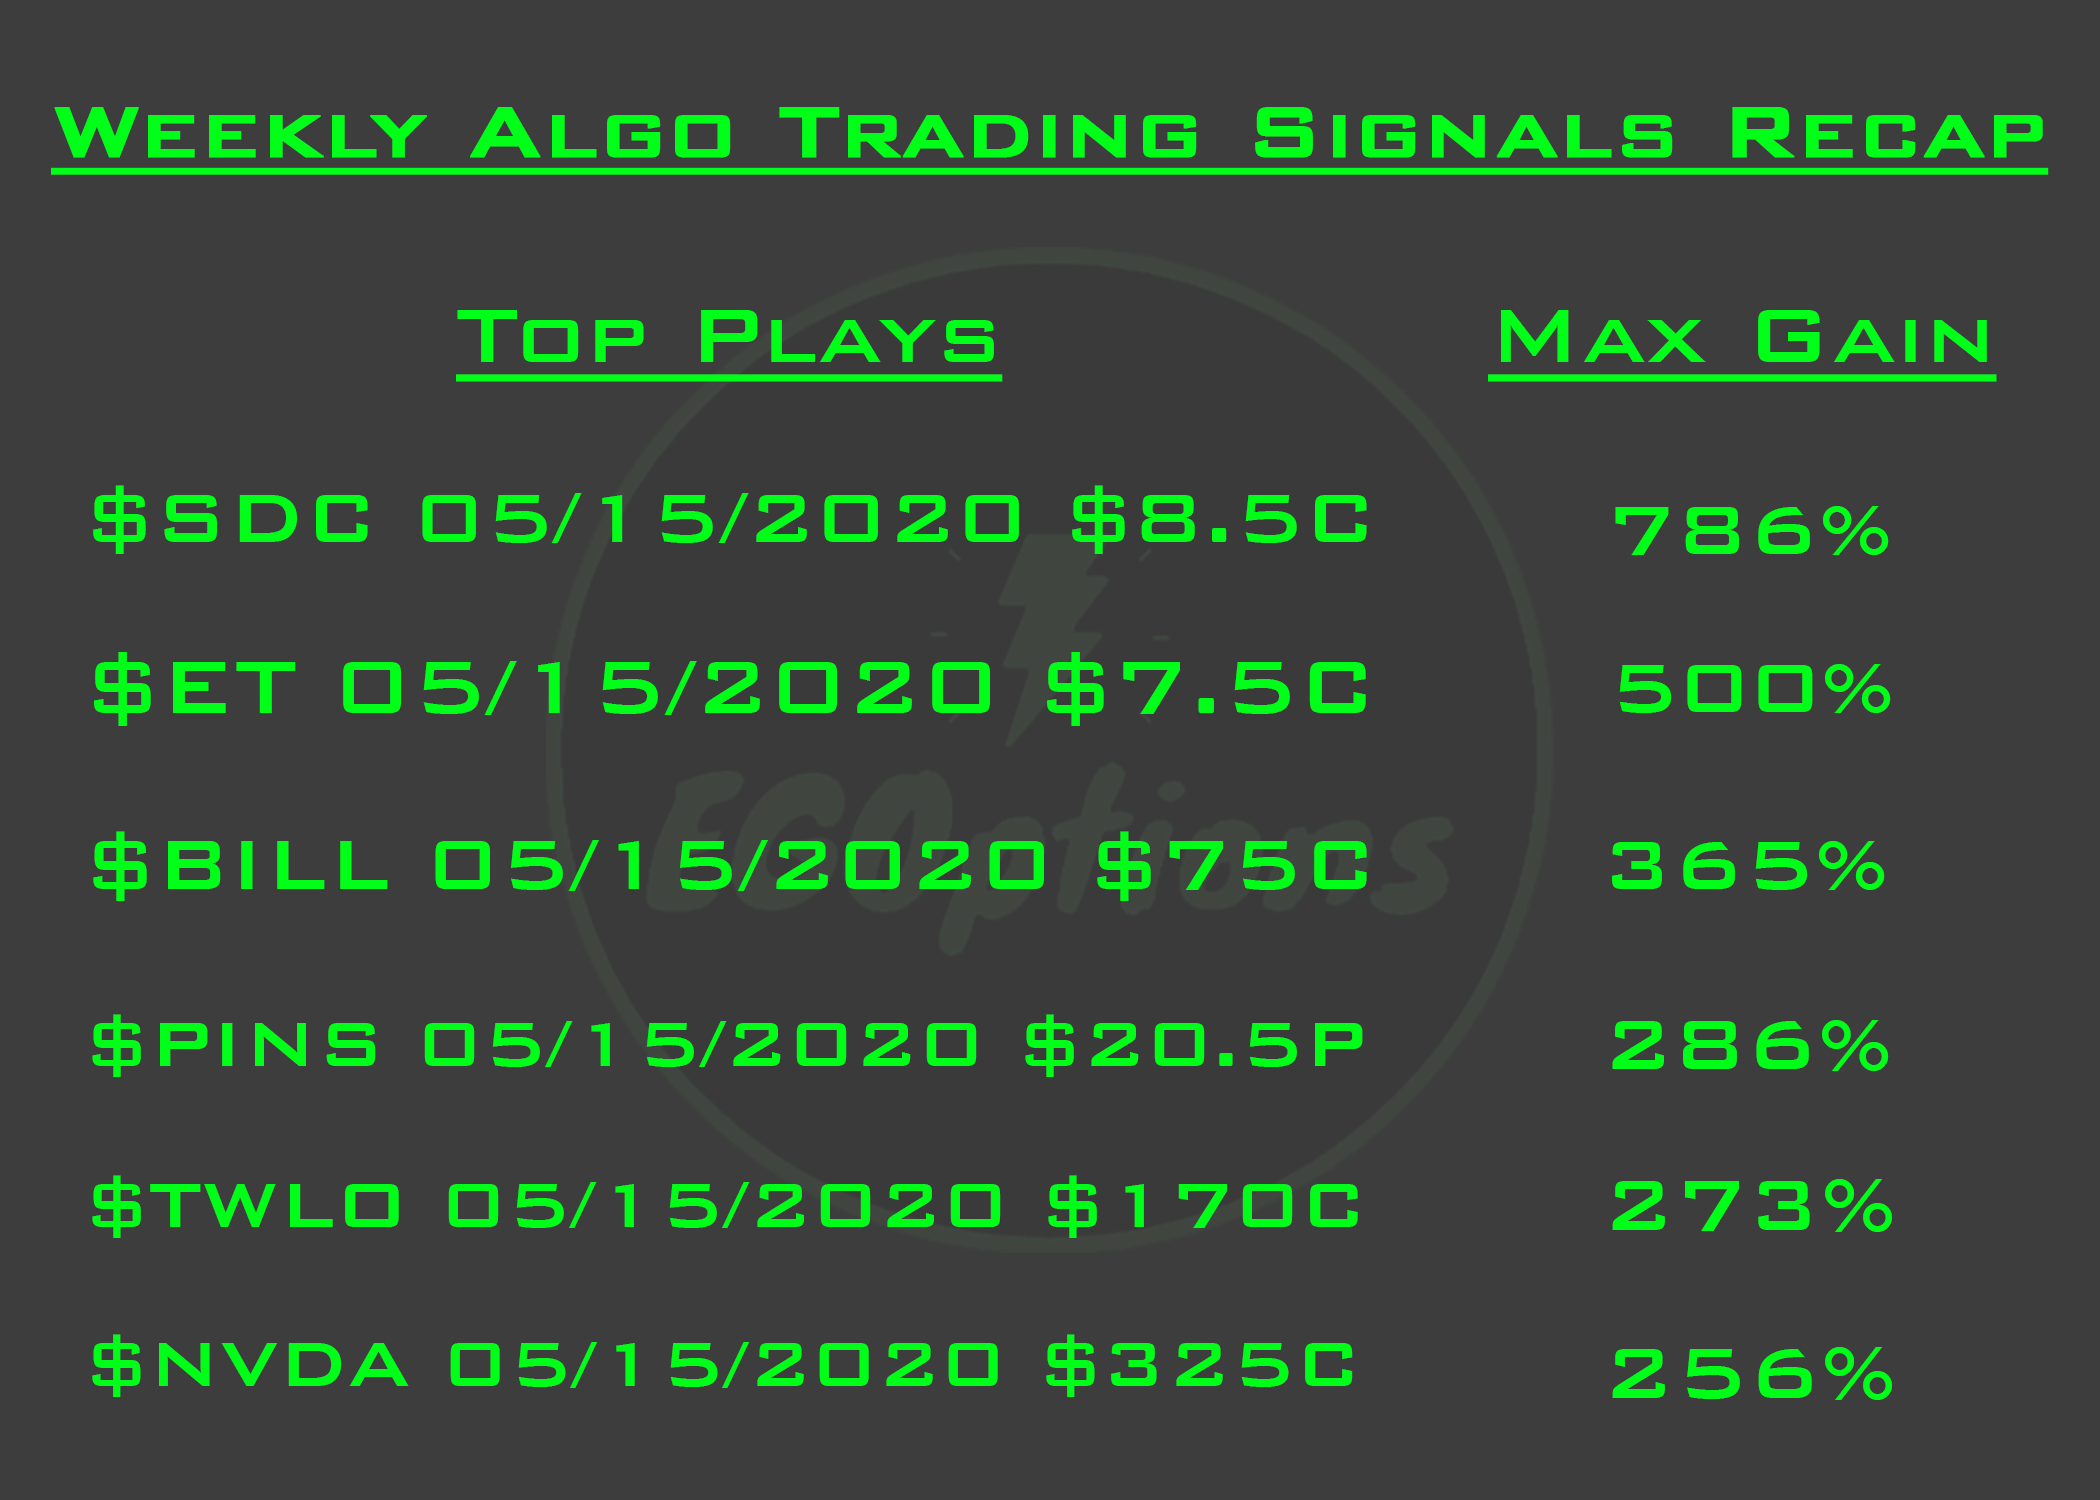 Weekly Algo Trading Signals Recap
Top Plays Max Gain
$SDC 05/15/2020 $8.5C 786%
$ET 05/15/2020 $7.5C 500%
ECOptions
$BILL 05/15/2020 $75C 365%
$PINS 05/15/2020 $20.5P 286%
$TWLO 05/15/2020 $170C 273%
$NVDA 05/15/2020 $325C 256%